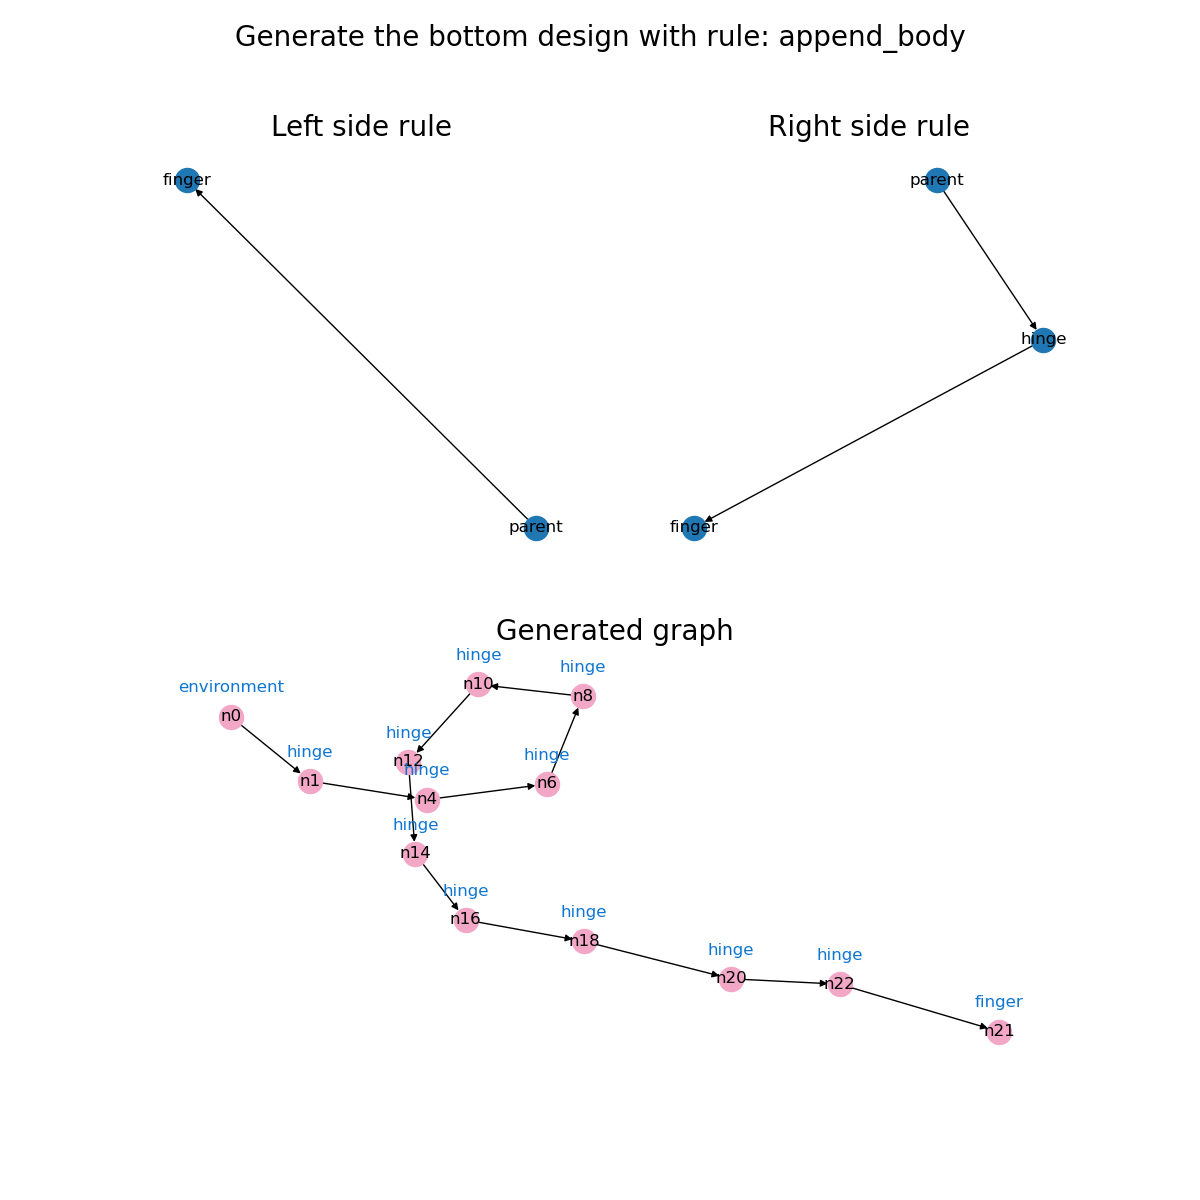 Generate the bottom design with rule: append_body
Left side rule
Right side rule
finger
parent
hinge
parent
finger
Generated graph
hinge
hinge
n10
n8
environment
n0
hinge
hinge
hinge
n12
hinge
n1
n6
n4
hinge
n14
hinge
n16
hinge
n18
hinge
hinge
n20
n22
finger
n21